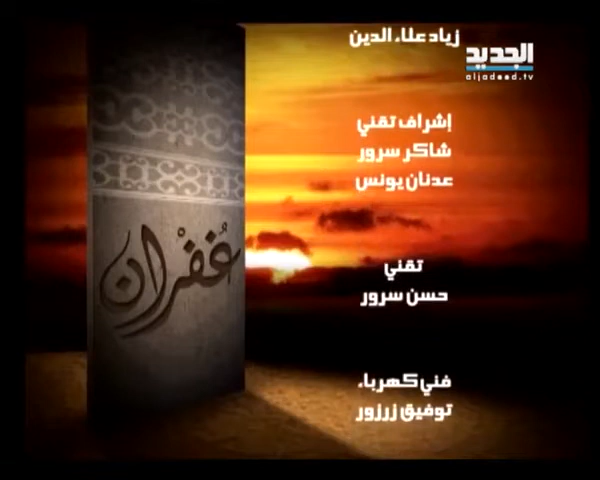 زياد علاء الدين
الجديد
aljadeed.tv
إشراف تقني
شاكر سرور
عدنان يونس
غُفْران
تقني
حسن سرور
فني كهرباء
توفيق زرزور